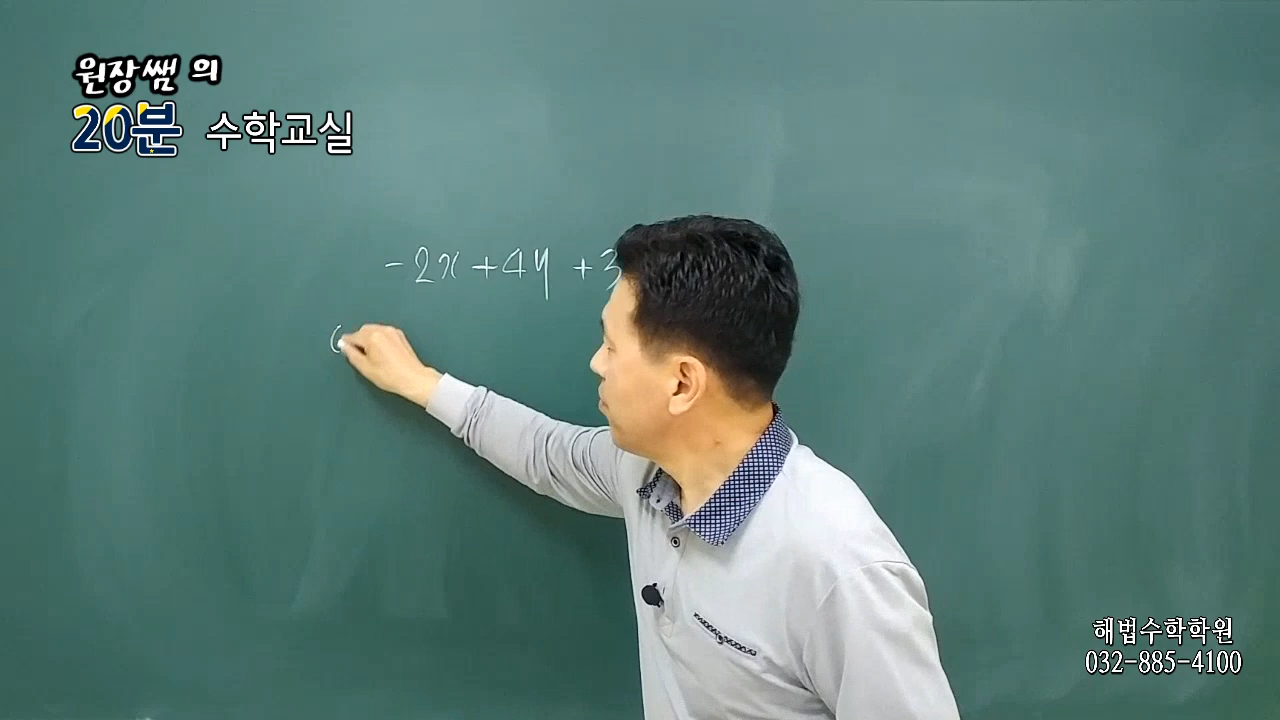 원장쌤 의
20분 수학교실
-2x+4y+3
(
해법수학학원
032-885-4100